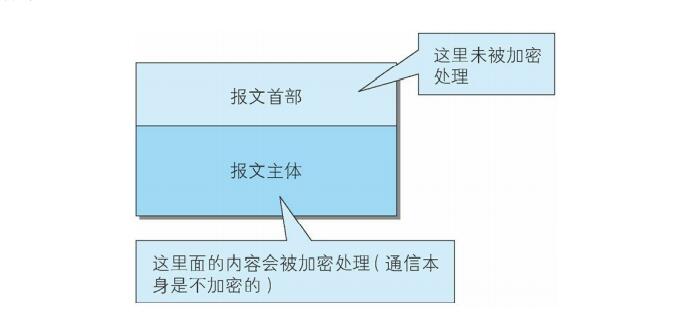 这里未被加密
处理
报文首部
报文主体
这里面的内容会被加密处理（通信本
身是不加密的）